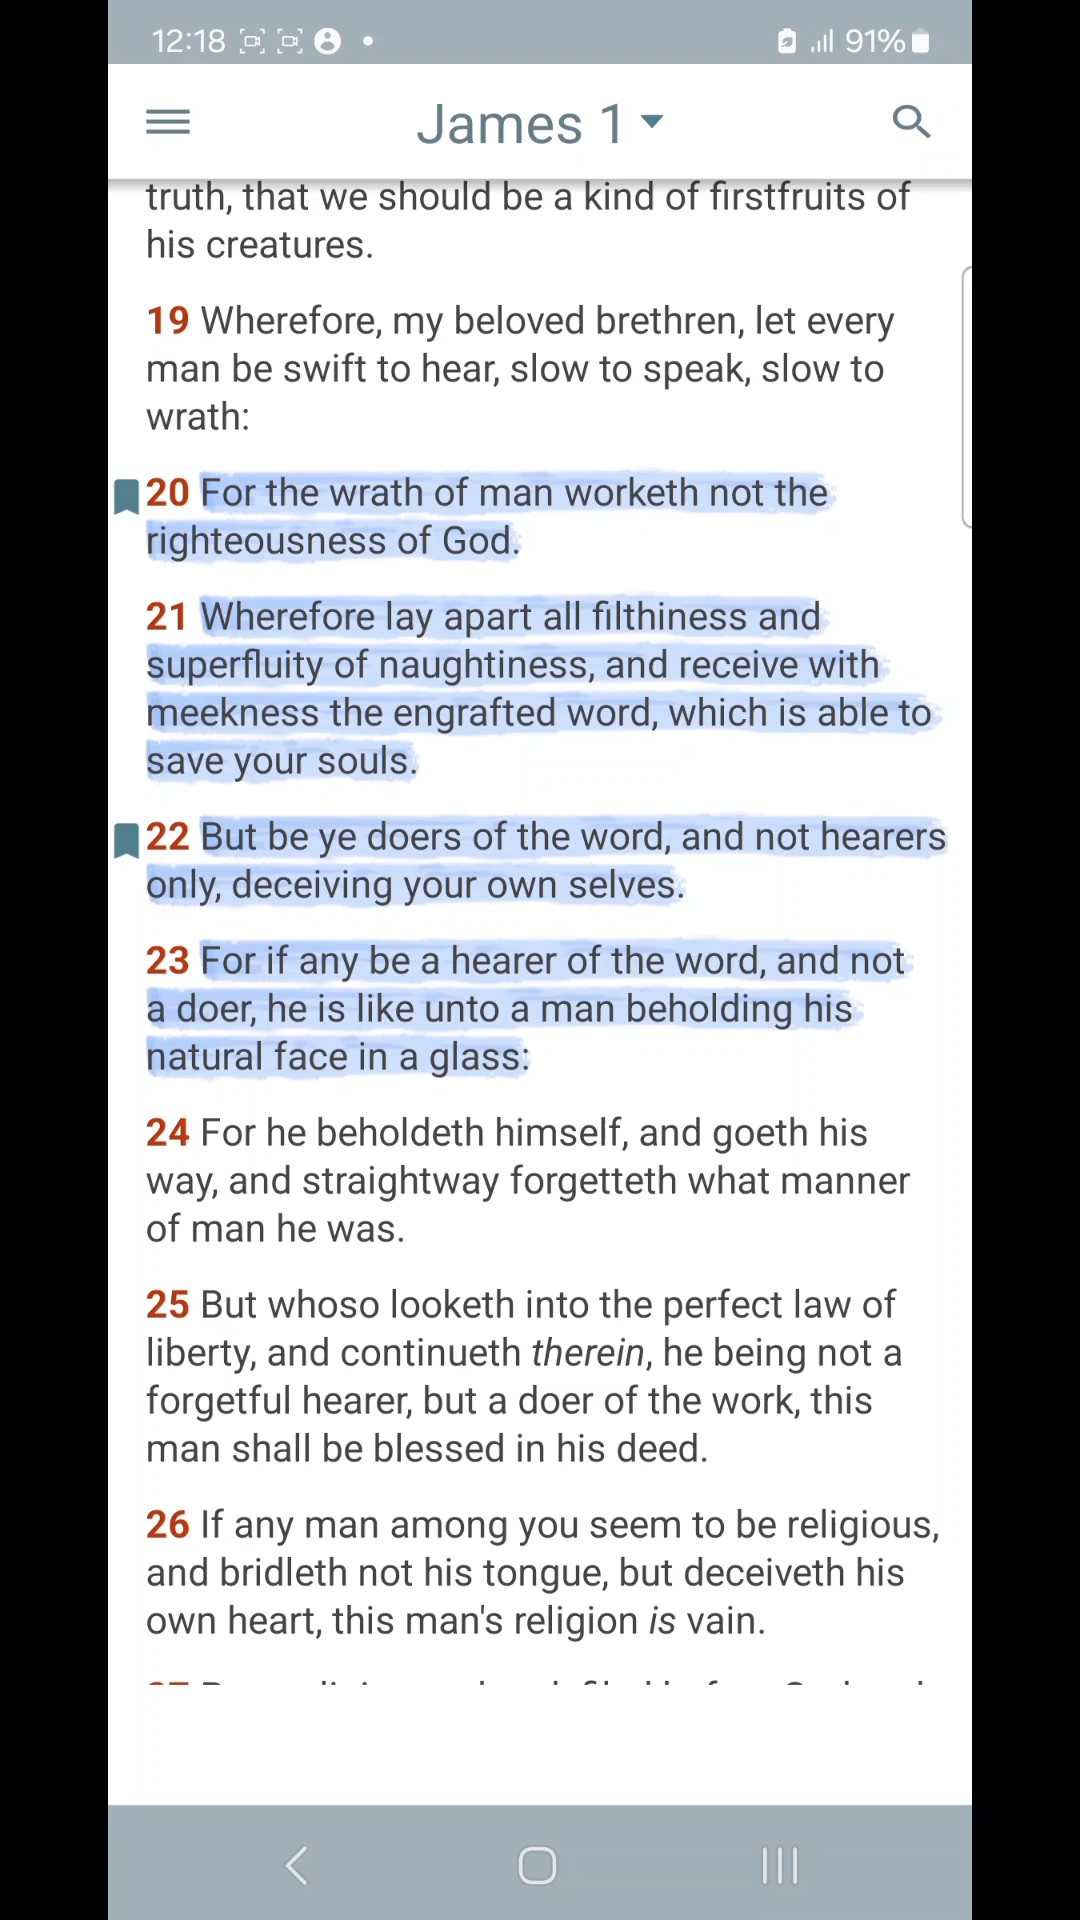 12:18
91%
James 1
truth, that we should be a kind of firstfruits of
his creatures.
19 Wherefore, my beloved brethren, let every
man be swift to hear, slow to speak, slow to
wrath:
20 For the wrath of man worketh not the
righteousness of God.
21 Wherefore lay apart all filthiness and
superfluity of naughtiness, and receive with
meekness the engrafted word, which is able to
save your souls.
22 But be ye doers of the word, and not hearers
only, deceiving your own selves.
23 For if any be a hearer of the word, and not
a doer, he is like unto a man beholding his
natural face in a glass:
24 For he beholdeth himself, and goeth his
way, and straightway forgetteth what manner
of man he was.
25 But whoso looketh into the perfect law of
liberty, and continueth therein, he being not a
forgetful hearer, but a doer of the work, this
man shall be blessed in his deed.
26 If any man among you seem to be religious,
and bridleth not his tongue, but deceiveth his
own heart, this man's religion is vain.